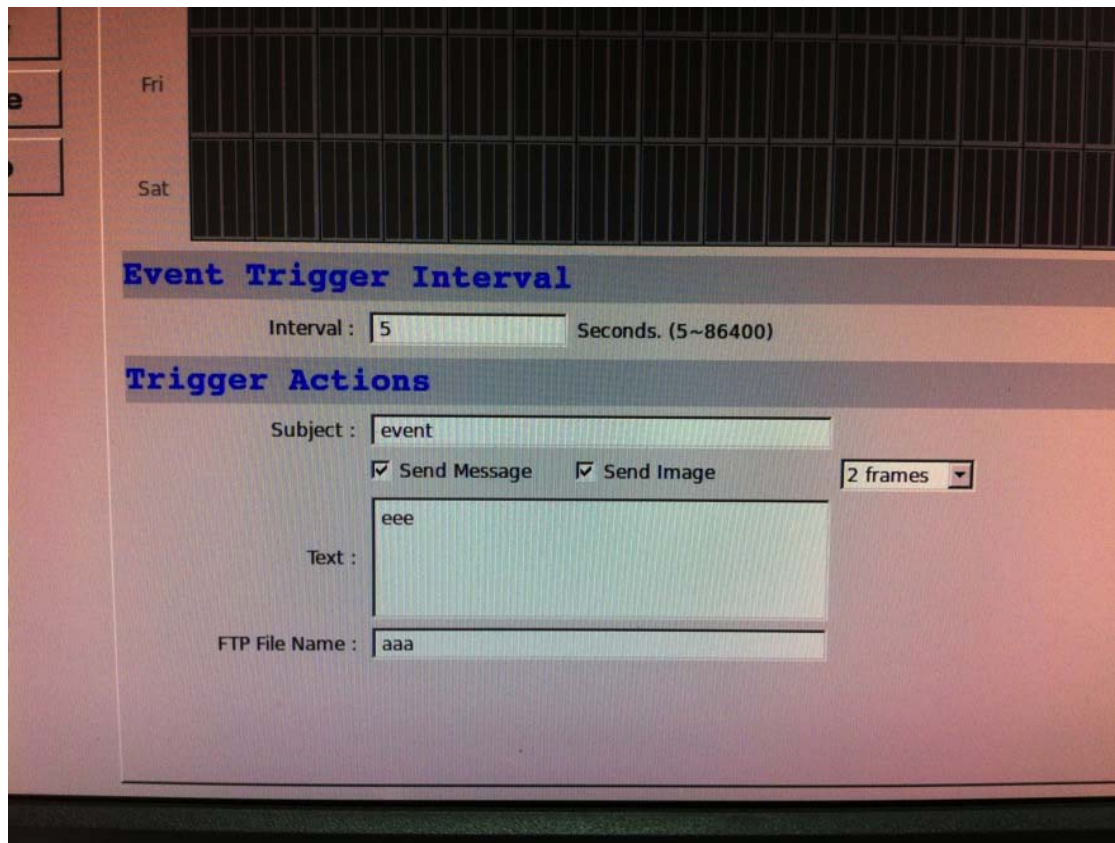 Fri
Sat
Event Trigger Interval
Interval : 5 Seconds. (5~86400)
Trigger Actions
Subject : event
Send Message Send Image 2 frames
Text : eee
FTP File Name : aaa